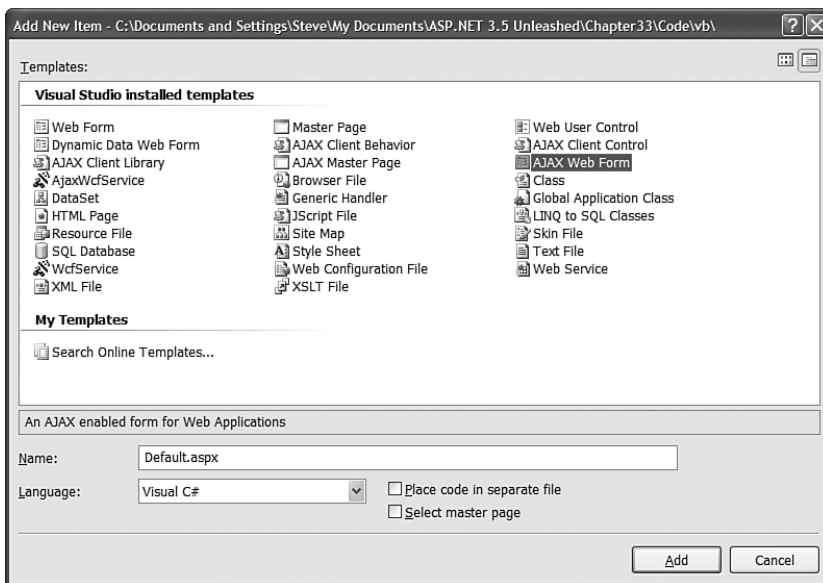 Add New Item - C:\Documents and Settings\Steve\My Documents\ASP.NET 3.5 Unleashed\Chapter33\Code\vb\
Templates:
Visual Studio installed templates
Web Form Master Page Web User Control
Dynamic Data Web Form AJAX Client Behavior AJAX Client Control
AJAX Client Library AJAX Master Page AJAX Web Form
AjaxWcfService Browser File Class
DataSet Generic Handler Global Application Class
HTML Page JScript File LINQ to SQL Classes
Resource File Site Map Skin File
SQL Database Style Sheet Text File
WcfService Web Configuration File Web Service
XML File XSLT File
My Templates
Search Online Templates...
An AJAX enabled form for Web Applications
Name: Default.aspx
Language: Visual C# Place code in separate file
Select master page
Add Cancel